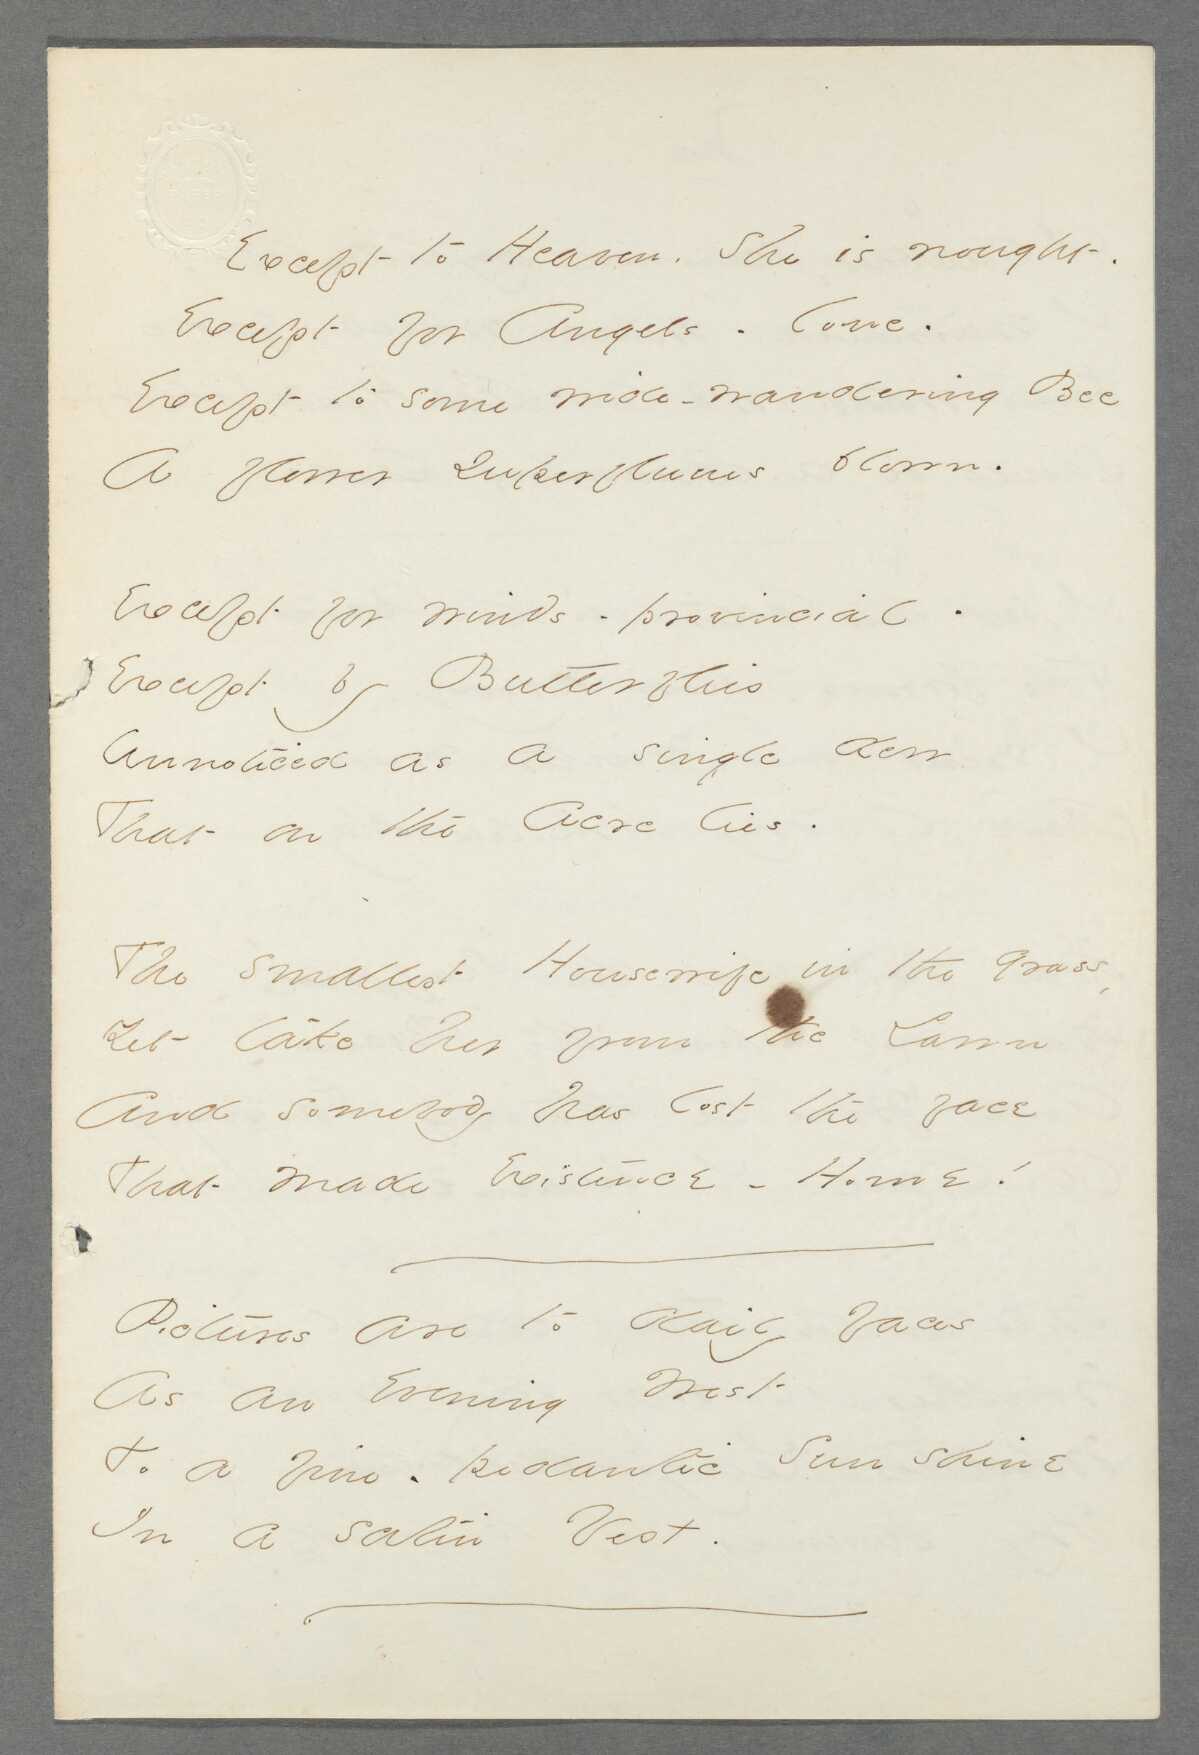 Except to Heaven. She is nought.
Except for Angels - lone.
Except to some wide-wandering Bee
A flower superfluous blown.
Except for winds - provincial -
Except by Butterflies
Unnoticed as a single dew
That on the Acre lies.
The smallest Housewife in the grass,
Yet take her from the Lawn
And somebody has lost the face
That made Existence - Home!
Pictures are to daily faces
As an Evening West
To a fine - pedantic Sunshine
In a satin Vest.